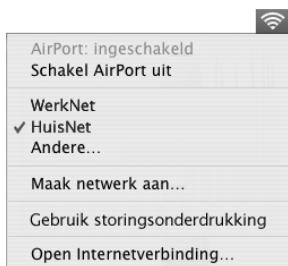 AirPort: ingeschakeld
Schakel AirPort uit
WerkNet
✓ HuisNet
Andere...
Maak netwerk aan...
Gebruik storingsonderdrukking
Open Internetverbinding...